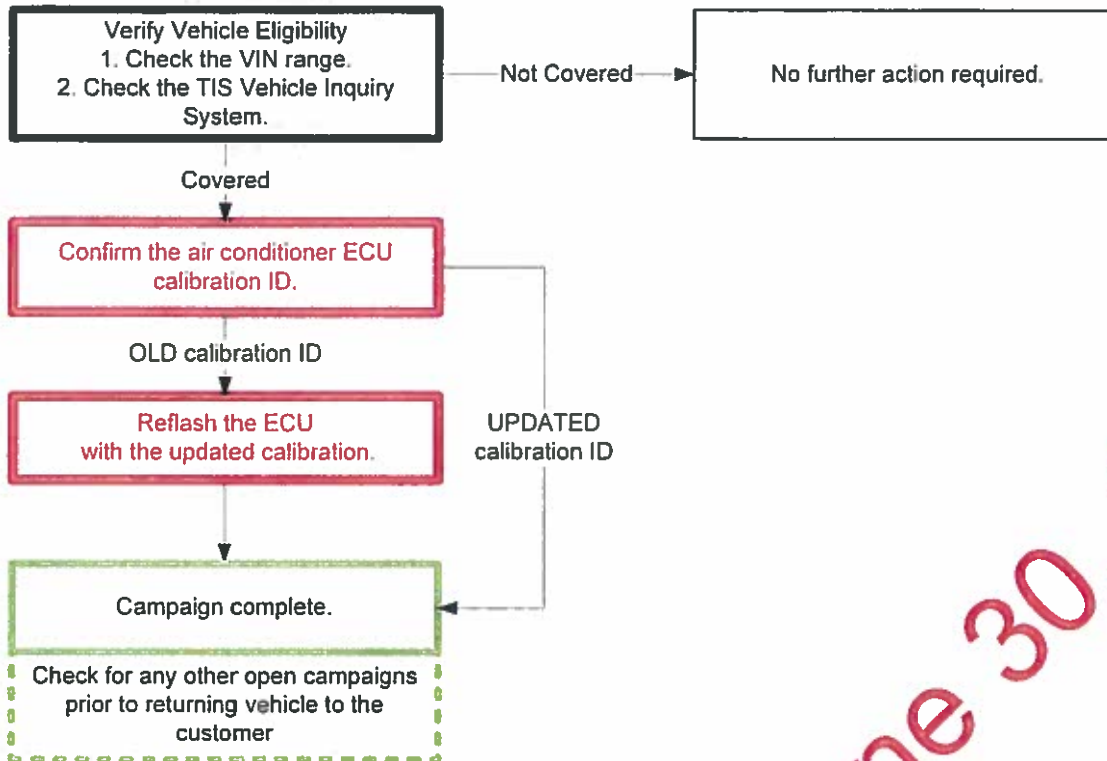 Verify Vehicle Eligibility
1. Check the VIN range.
2. Check the TIS Vehicle Inquiry
System.
Not Covered
No further action required.
Covered
Confirm the air conditioner ECU
calibration ID.
OLD calibration ID
Reflash the ECU
with the updated calibration.
UPDATED
calibration ID
Campaign complete.
Check for any other open campaigns
prior to returning vehicle to the
customer
30